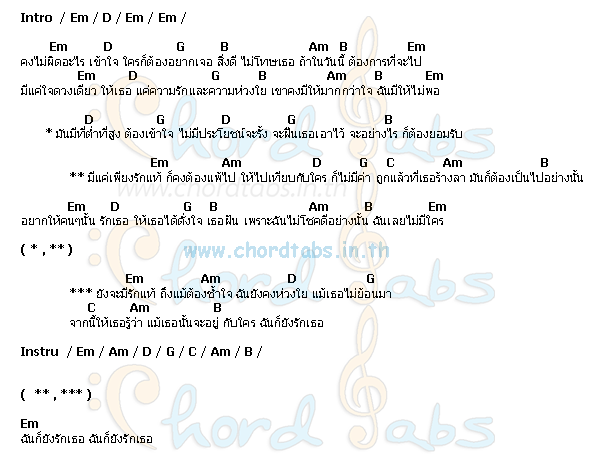 Intro / Em / D / Em / Em /
Em D G B Am B Em
คงไม่ผิดอะไร เข้าใจ ใครก็ต้องอยากเจอ สิ่งดี ไม่โทษเธอ ถ้าในวันนี้ ต้องการที่จะไป
Em D G B Am B Em
มีแค่ใจดวงเดียว ให้เธอ แค่ความรักและความห่วงใย เขาคงมีให้มากกว่าใจ ฉันมีให้ไม่พอ
D G D G B
* มันมีที่ต่ำที่สูง ต้องเข้าใจ ไม่มีประโยชน์จะรั้ง จะฝืนเธอเอาไว้ จะอย่างไร ก็ต้องยอมรับ
Em Am D G C Am B
** มีแค่เพียงรักแท้ ก็คงต้องแพ้ไป ให้ไปเทียบกับใคร ก็ไม่มีค่า ถูกแล้วที่เธอร้างลา มันก็ต้องเป็นไปอย่างนั้น
www.chordtabs.in.th
Em D G B Am B Em
อยากให้คนๆนั้น รักเธอ ให้เธอได้ดั่งใจ เธอฝัน เพราะฉันไม่โชคดีอย่างนั้น ฉันเลยไม่มีใคร
www.chordtabs.in.th
( * , ** )
Em Am D G
*** ยังจะมีรักแท้ ถึงแม้ต้องช้ำใจ ฉันยังคงห่วงใย แม้เธอไม่ย้อนมา
C Am B
จากนี้ให้เธอรู้ว่า แม้เธอนั้นจะอยู่ กับใคร ฉันก็ยังรักเธอ
Instru / Em / Am / D / G / C / Am / B /
( ** , *** )
Em
ฉันก็ยังรักเธอ ฉันก็ยังรักเธอ
Chord Tabs